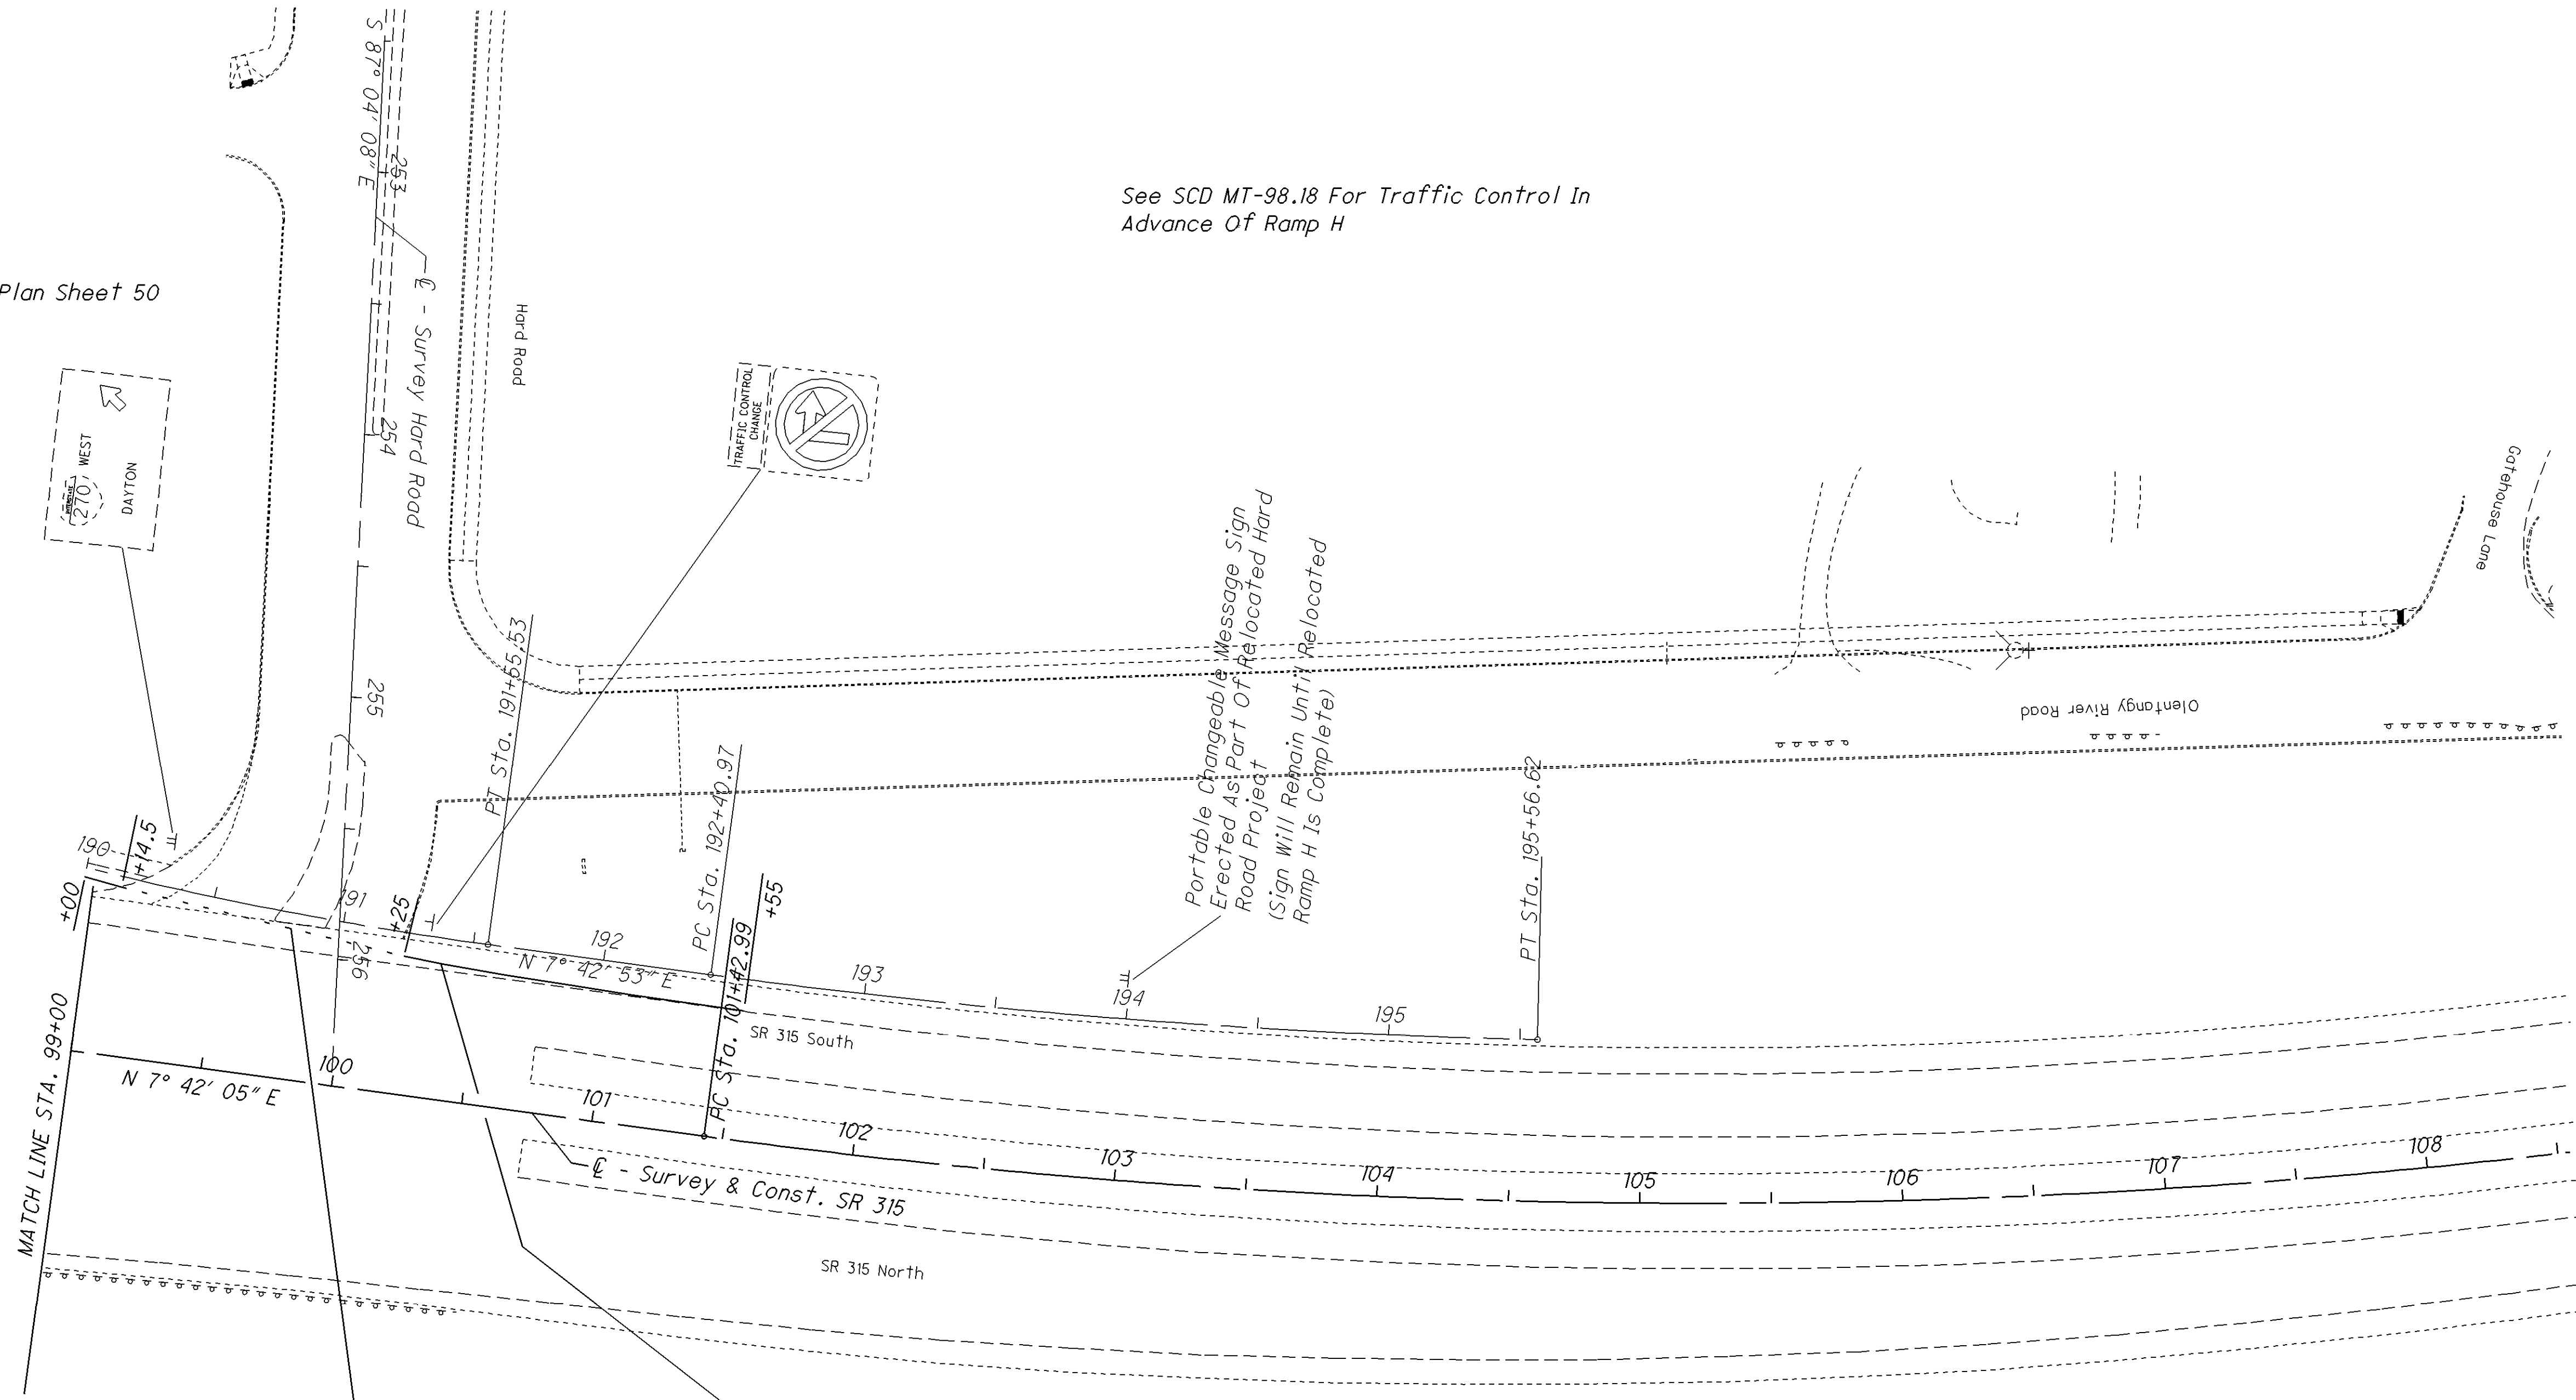 S 87° 04' 08" E
253
See SCD MT-98.18 For Traffic Control In
Advance Of Ramp H
Plan Sheet 50
℄ - Survey Hard Road
Hard Road
254
INTERSTATE
270
WEST
DAYTON
TRAFFIC CONTROL
CHANGE
Gatehouse Lane
Portable Changeable Message Sign
Erected As Part Of Relocated Hard
Road Project
(Sign Will Remain Until Relocated
Ramp H Is Complete)
255
PT Sta. 191+55.53
Olentangy River Road
PC Sta. 192+40.97
PT Sta. 195+56.62
190
+14.5
+00
191
+25
256
192
N 7° 42' 53" E
+55
193
194
195
PC Sta. 101+42.99
SR 315 South
MATCH LINE STA. 99+00
100
N 7° 42' 05" E
101
102
103
104
105
106
107
108
℄ - Survey & Const. SR 315
SR 315 North